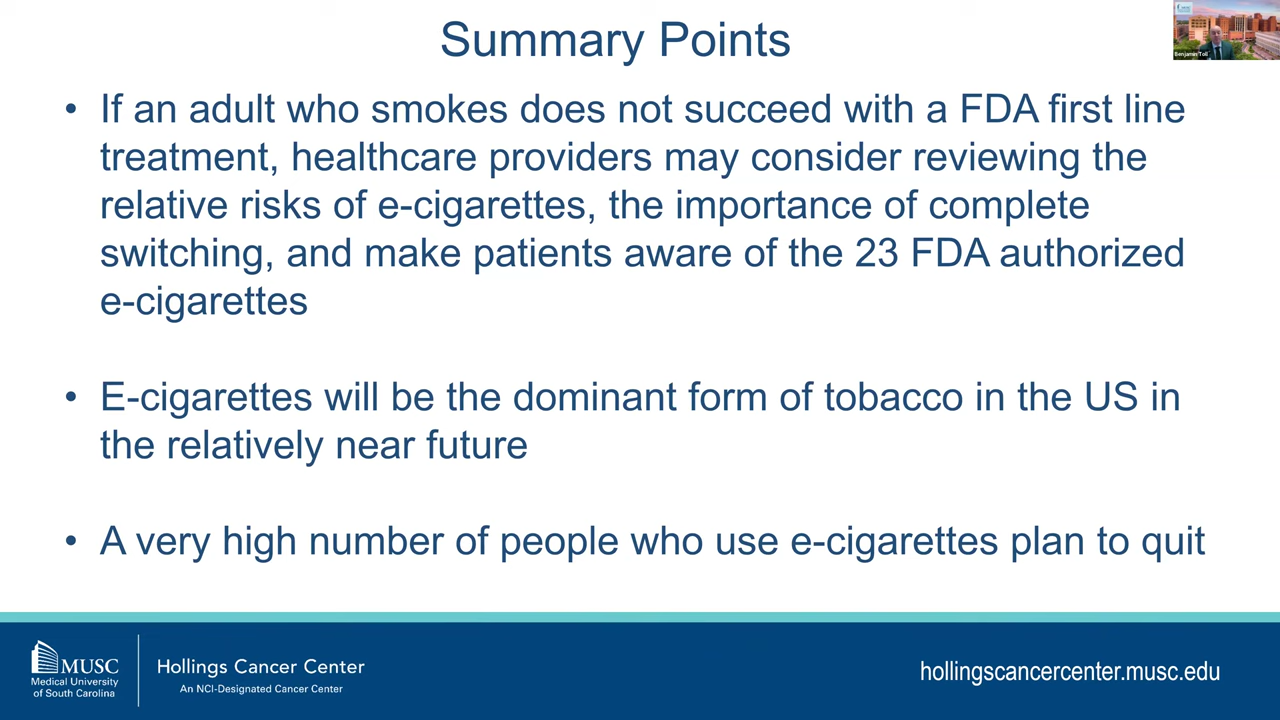 Summary Points
Benjamin Toll
• If an adult who smokes does not succeed with a FDA first line
treatment, healthcare providers may consider reviewing the
relative risks of e-cigarettes, the importance of complete
switching, and make patients aware of the 23 FDA authorized
e-cigarettes
• E-cigarettes will be the dominant form of tobacco in the US in
the relatively near future
• A very high number of people who use e-cigarettes plan to quit
MUSC
Medical University
of South Carolina
Hollings Cancer Center
An NCI-Designated Cancer Center
hollingscancercenter.musc.edu